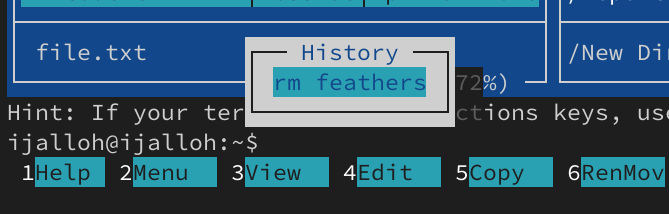 file.txt
/New Di
History
rm feathers
72%)
Hint: If your ter ctions keys, use
ijalloh@ijalloh:~$
1Help 2Menu 3View 4Edit 5Copy 6RenMov